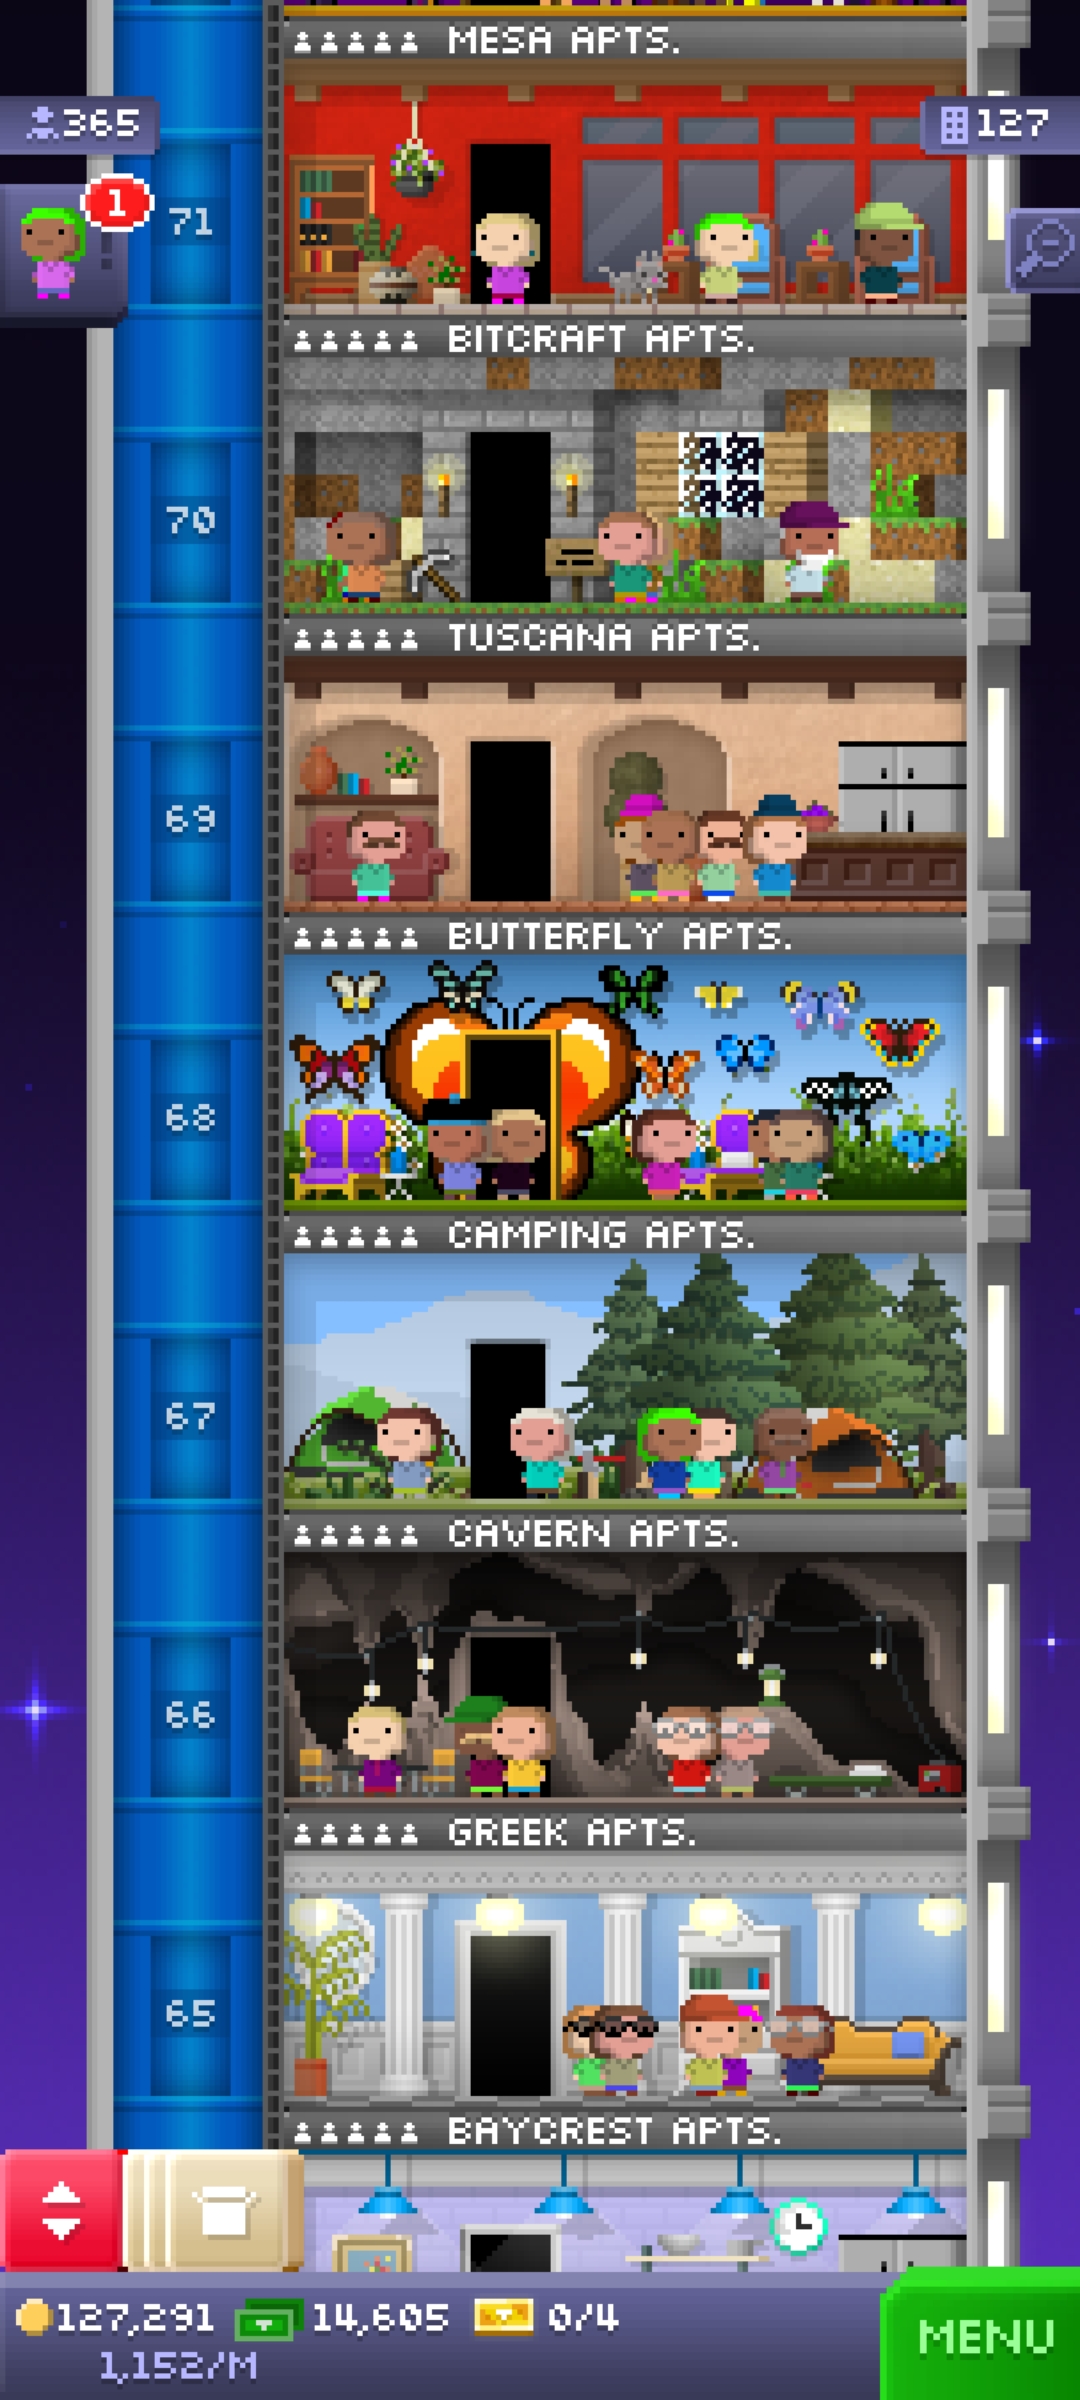 MESA APTS.
365
127
1
71
BITCRAFT APTS.
70
TUSCANA APTS.
69
BUTTERFLY APTS.
68
CAMPING APTS.
67
CAVERN APTS.
66
GREEK APTS.
65
BAYCREST APTS.
127,291 14,605 0/4
1,152/M
MENU